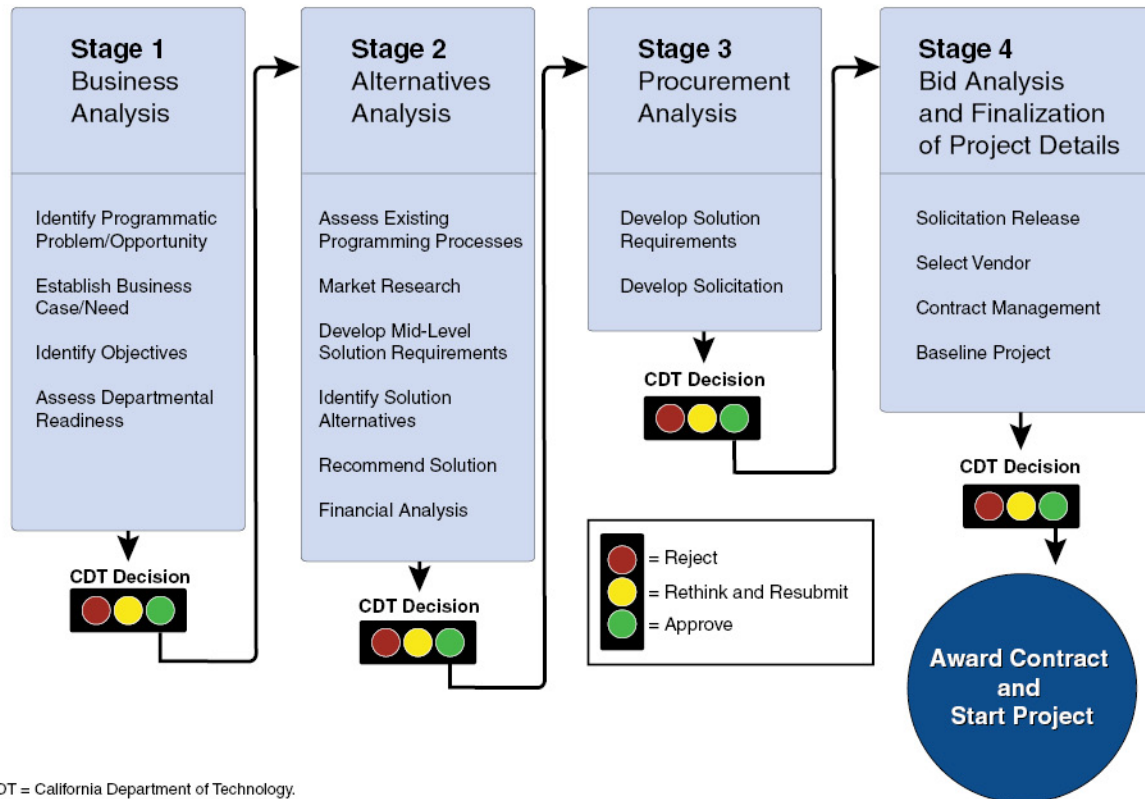 Stage 1
Business
Analysis
Identify Programmatic
Problem/Opportunity
Establish Business
Case/Need
Identify Objectives
Assess Departmental
Readiness
CDT Decision
Stage 2
Alternatives
Analysis
Assess Existing
Programming Processes
Market Research
Develop Mid-Level
Solution Requirements
Identify Solution
Alternatives
Recommend Solution
Financial Analysis
CDT Decision
Stage 3
Procurement
Analysis
Develop Solution
Requirements
Develop Solicitation
CDT Decision
Stage 4
Bid Analysis
and Finalization
of Project Details
Solicitation Release
Select Vendor
Contract Management
Baseline Project
CDT Decision
= Reject
= Rethink and Resubmit
= Approve
Award Contract
and
Start Project
DT = California Department of Technology.